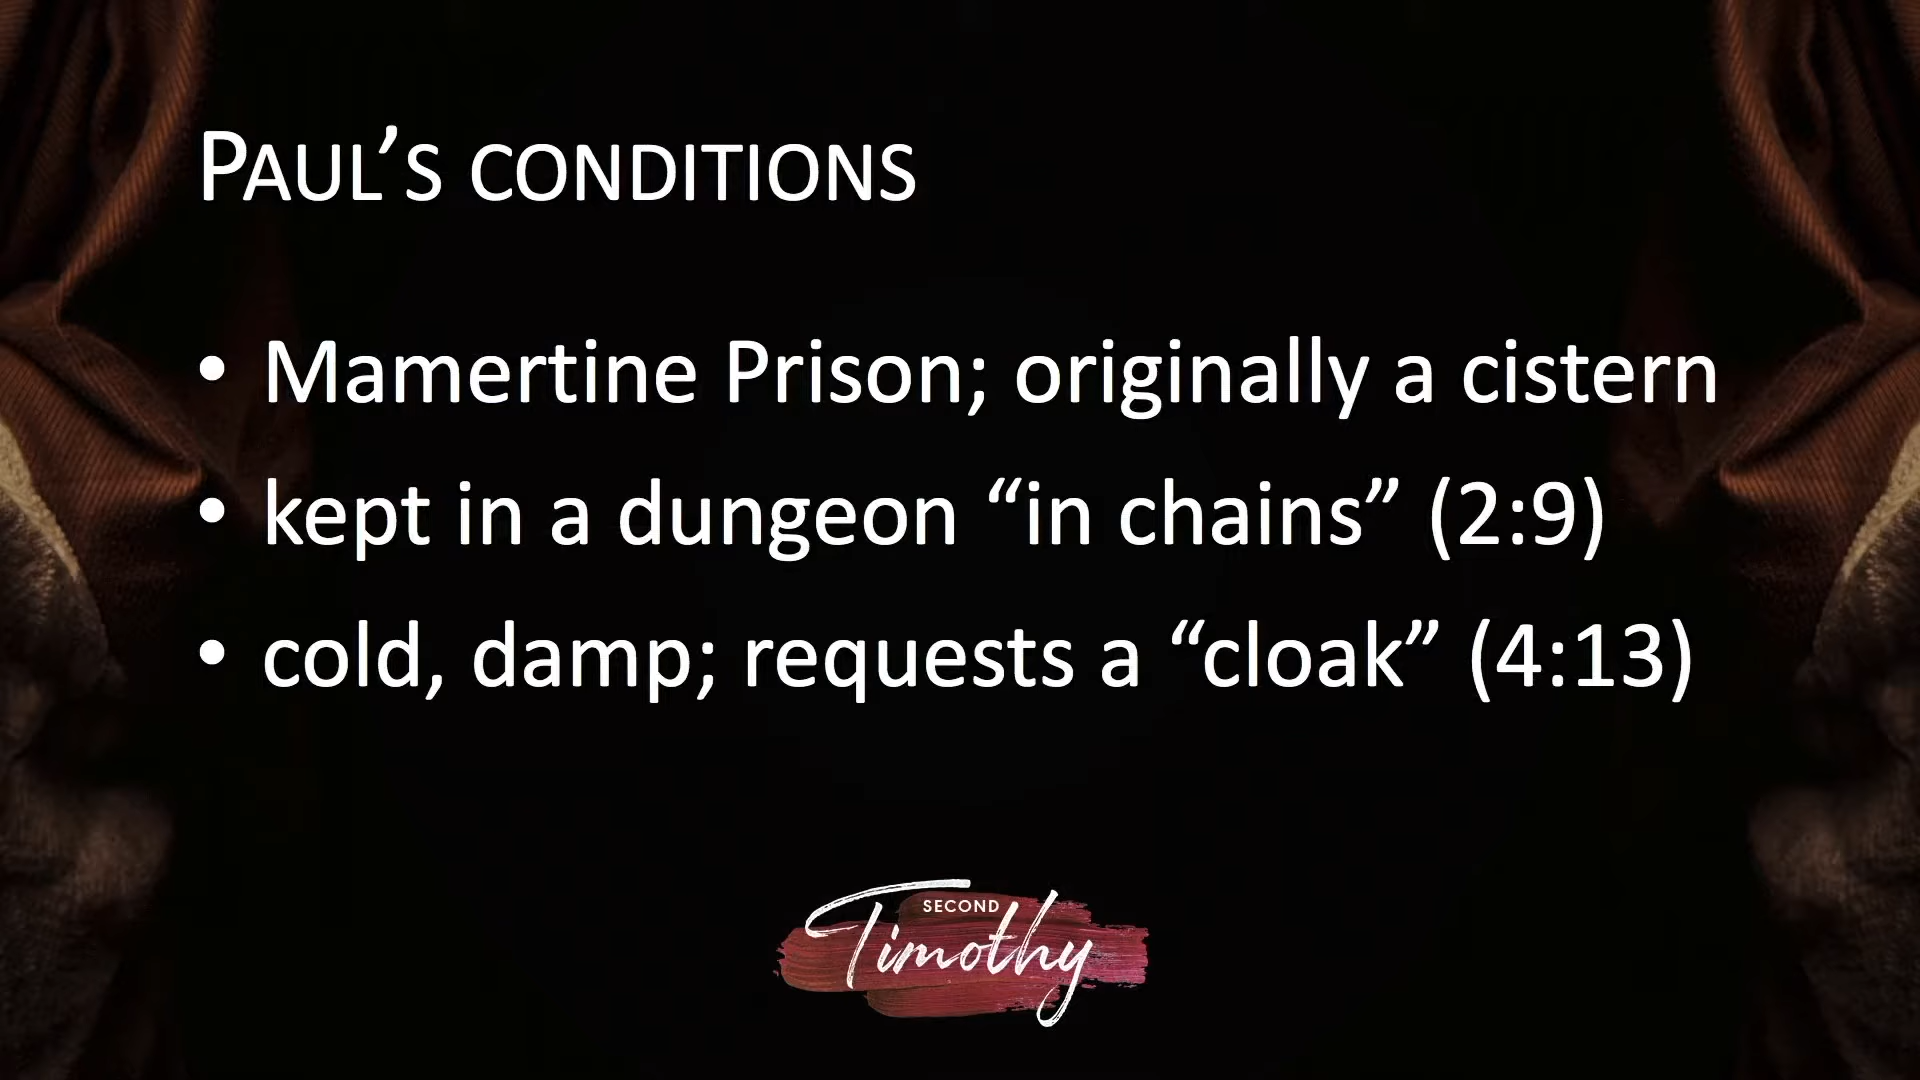 PAUL’S CONDITIONS
• Mamertine Prison; originally a cistern
• kept in a dungeon “in chains” (2:9)
• cold, damp; requests a “cloak” (4:13)
SECOND
Timothy